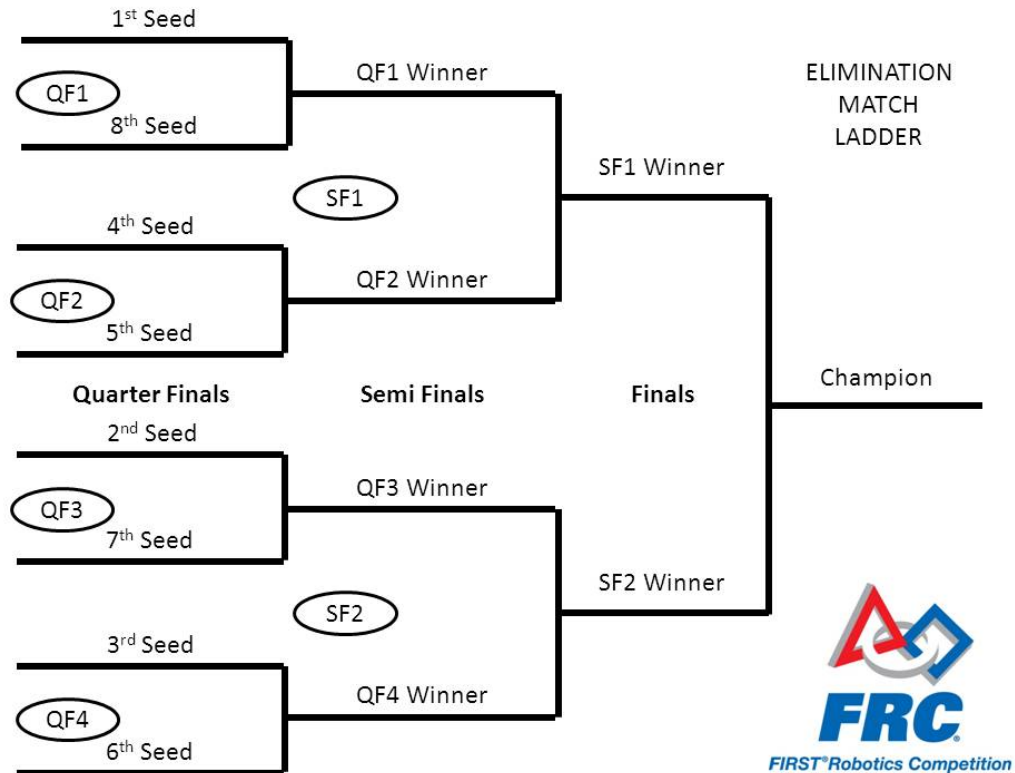 1st Seed
QF1 Winner
ELIMINATION
MATCH
LADDER
QF1
8th Seed
SF1 Winner
SF1
4th Seed
QF2 Winner
QF2
5th Seed
Quarter Finals
Semi Finals
Finals
Champion
2nd Seed
QF3 Winner
QF3
7th Seed
SF2 Winner
SF2
3rd Seed
QF4 Winner
QF4
6th Seed
FRC.
FIRST® Robotics Competition